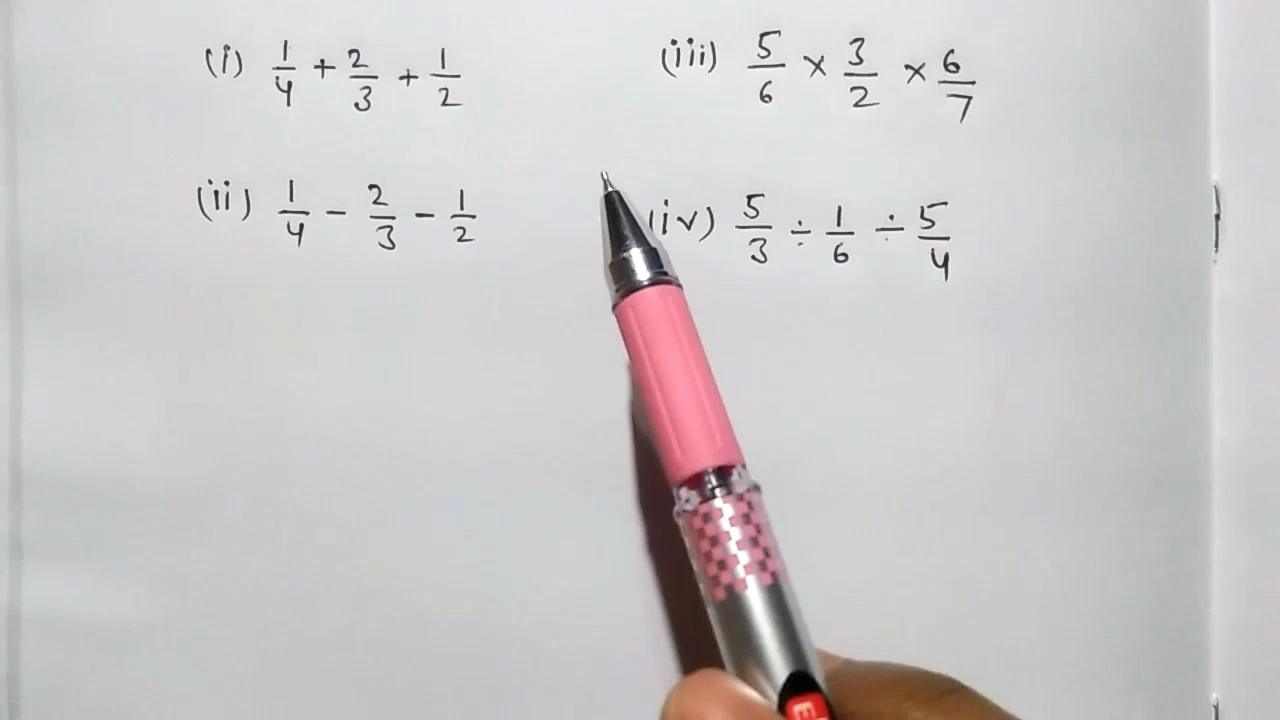 (i) 1/4 + 2/3 + 1/2
(ii) 1/4 - 2/3 - 1/2
(iii) 5/6 × 3/2 × 6/7
(iv) 5/3 ÷ 1/6 ÷ 5/4